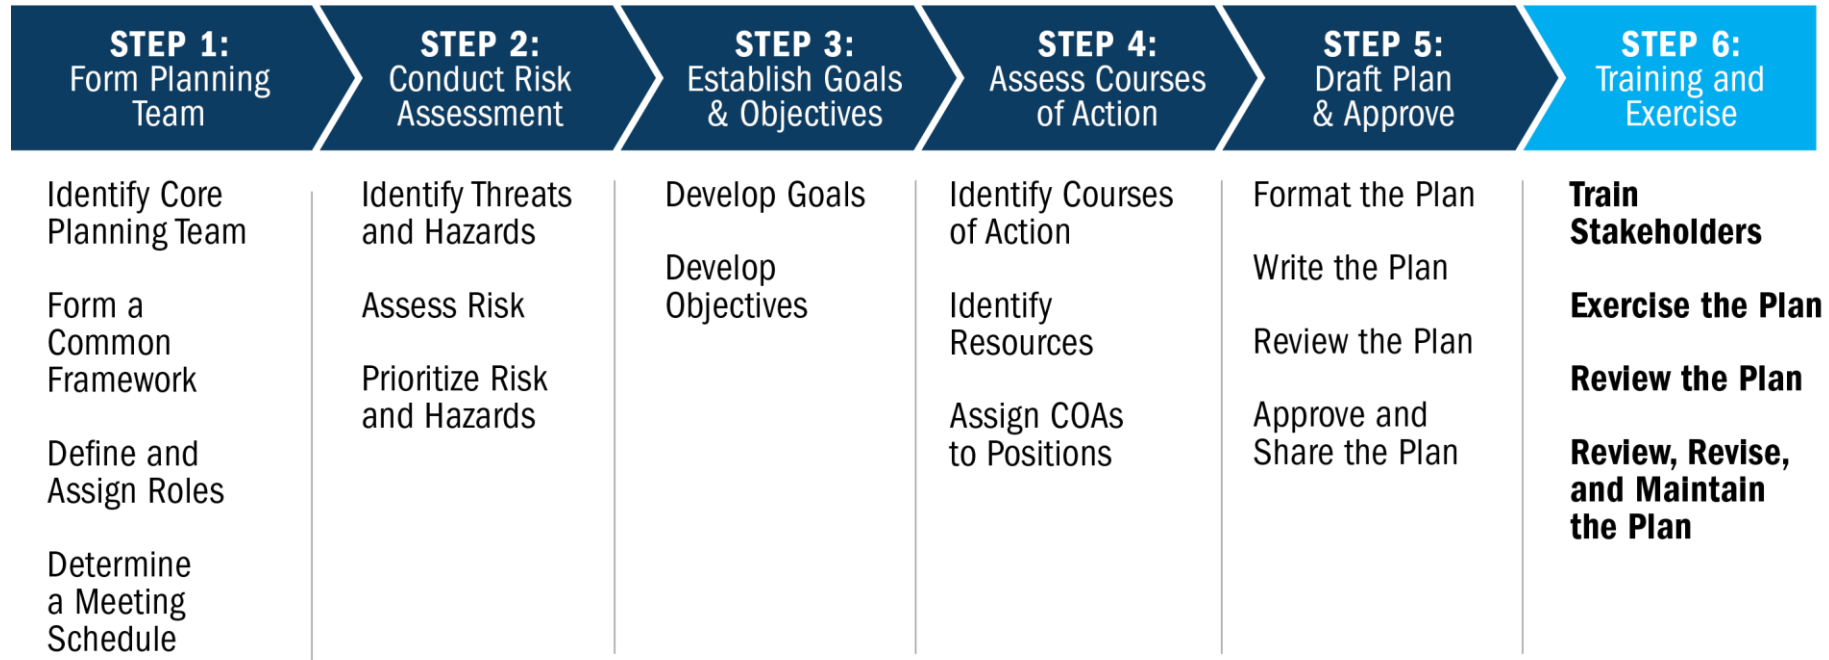 STEP 1:
Form Planning
Team
STEP 2:
Conduct Risk
Assessment
STEP 3:
Establish Goals
& Objectives
STEP 4:
Assess Courses
of Action
STEP 5:
Draft Plan
& Approve
STEP 6:
Training and
Exercise
Identify Core
Planning Team
Form a
Common
Framework
Define and
Assign Roles
Determine
a Meeting
Schedule
Identify Threats
and Hazards
Assess Risk
Prioritize Risk
and Hazards
Develop Goals
Develop
Objectives
Identify Courses
of Action
Identify
Resources
Assign COAs
to Positions
Format the Plan
Write the Plan
Review the Plan
Approve and
Share the Plan
Train
Stakeholders
Exercise the Plan
Review the Plan
Review, Revise,
and Maintain
the Plan